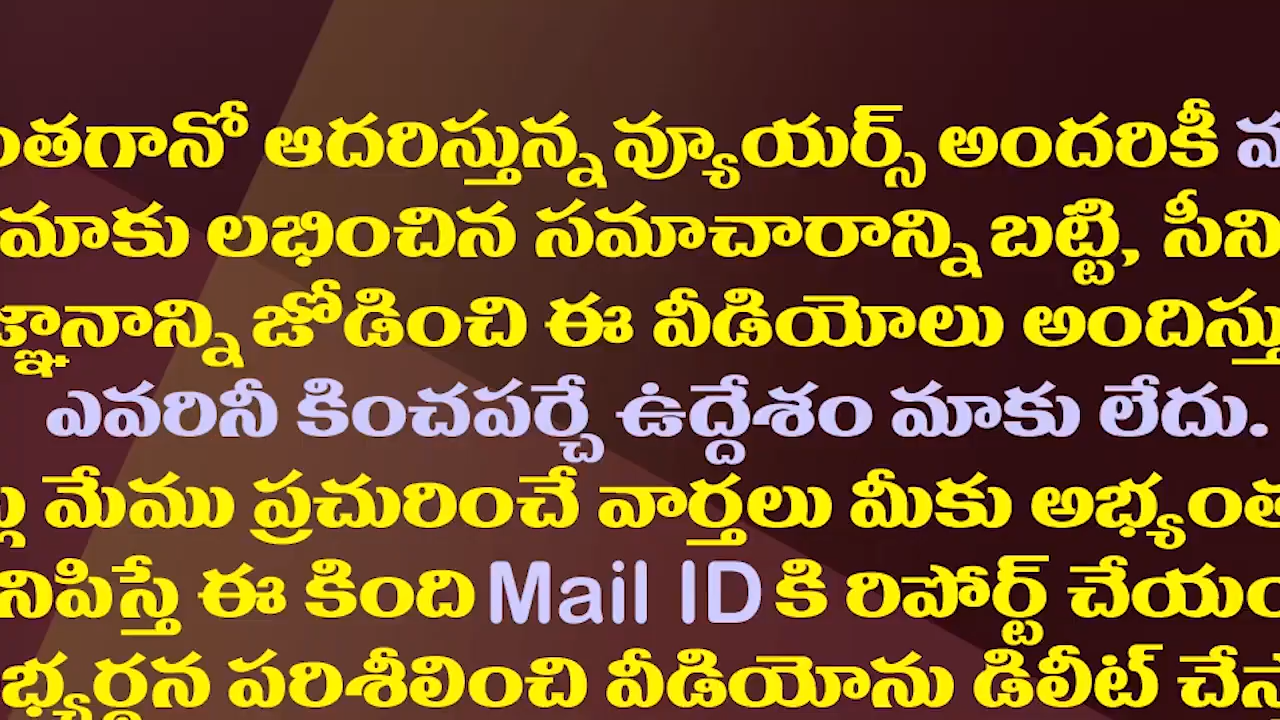 ఆదరిస్తున్న వ్యూయర్స్ అందరికీ
మాకు లభించిన సమాచారాన్ని బట్టి,
జోడించి ఈ వీడియోలు
ఎవరినీ కించపర్చే ఉద్దేశం మాకు లేదు.
మేము ప్రచురించే వార్తలు మీకు
ఈ కింది Mail ID కి రిపోర్ట్
పరిశీలించి వీడియోను డిలీట్